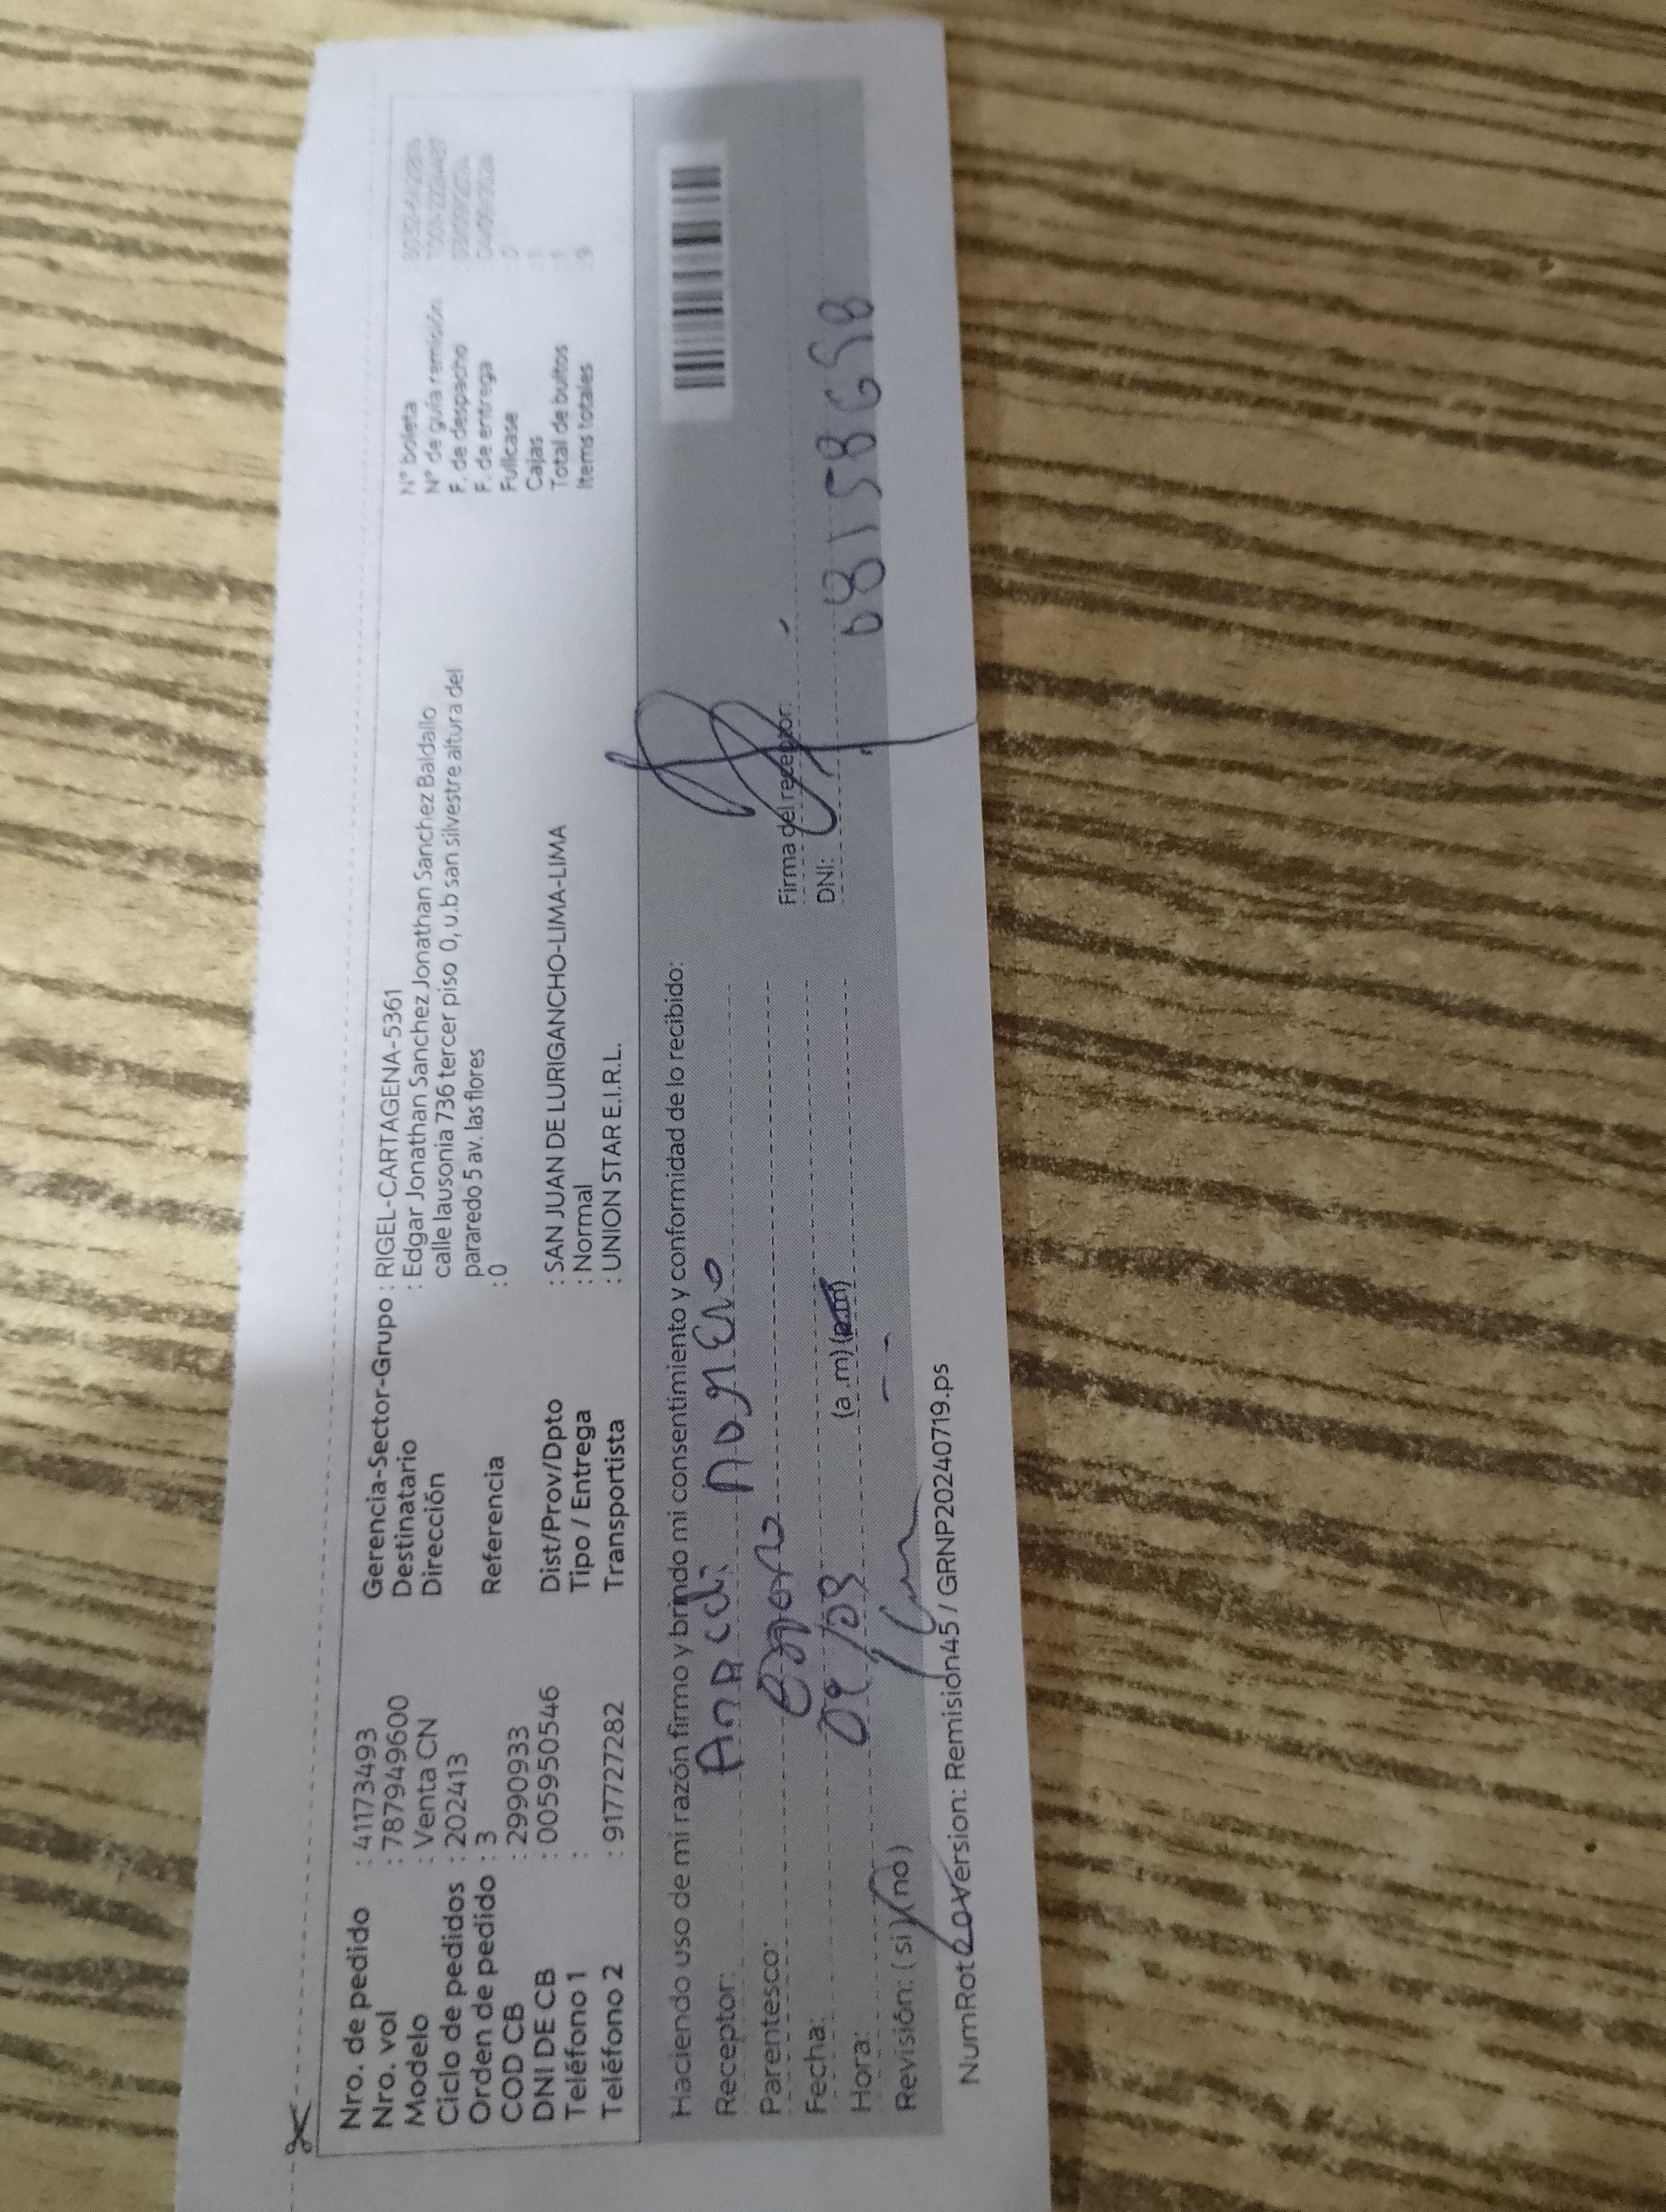 Nro. de pedido : 41173493
Nro. vol : 787949600
Modelo : Venta CN
Ciclo de pedidos : 202413
Orden de pedido : 3
COD CB : 2990933
DNI DE CB : 005950546
Teléfono 1 :
Teléfono 2 : 917727282
Gerencia-Sector-Grupo : RIGEL-CARTAGENA-5361
Destinatario : Edgar Jonathan Sanchez Jonathan Sanchez Baldallo
Dirección calle lausonia 736 tercer piso 0, u.b san silvestre altura del
pararedo 5 av. las flores
Referencia : 0
Dist/Prov/Dpto : SAN JUAN DE LURIGANCHO-LIMA-LIMA
Tipo / Entrega : Normal
Transportista : UNION STAR E.I.R.L.
N° boleta
N° de guía remisión
F. de despacho
F. de entrega
Fullcase : 0
Cajas : 1
Total de bultos : 1
Items totales : 9
Haciendo uso de mi razón firmo y brindo mi consentimiento y conformidad de lo recibido:
Receptor:
Parentesco:
Fecha:
Hora: (a.m)
Revisión: ( si ) ( no )
Firma del receptor:
DNI:
Version: Remision45 / GRNP20240719.ps